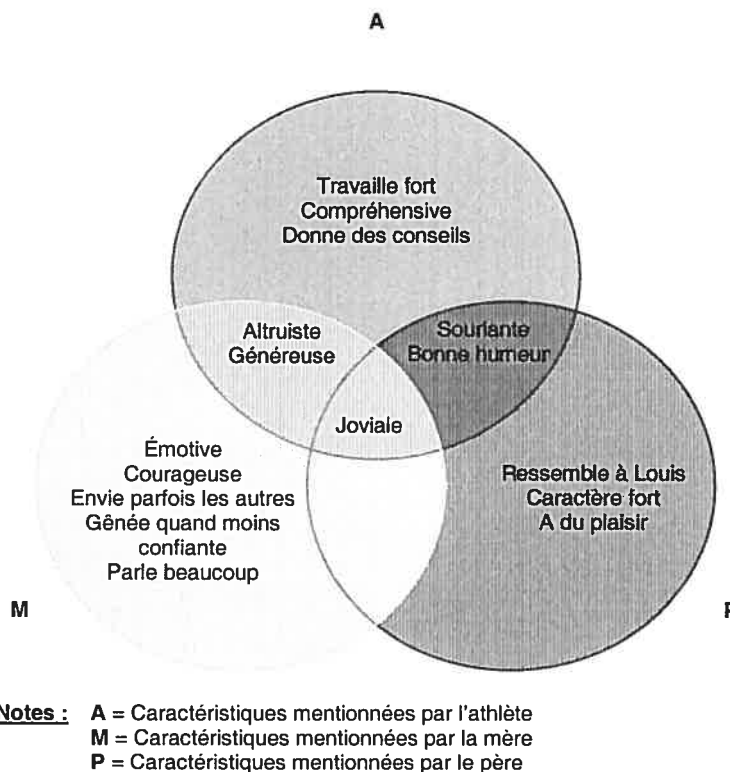 A
Travaille fort
Compréhensive
Donne des conseils
Altruiste
Généreuse
Souriante
Bonne humeur
Joviale
Émotive
Courageuse
Envie parfois les autres
Gênée quand moins
confiante
Parle beaucoup
Ressemble à Louis
Caractère fort
A du plaisir
M
P
Notes : A = Caractéristiques mentionnées par l'athlète
M = Caractéristiques mentionnées par la mère
P = Caractéristiques mentionnées par le père